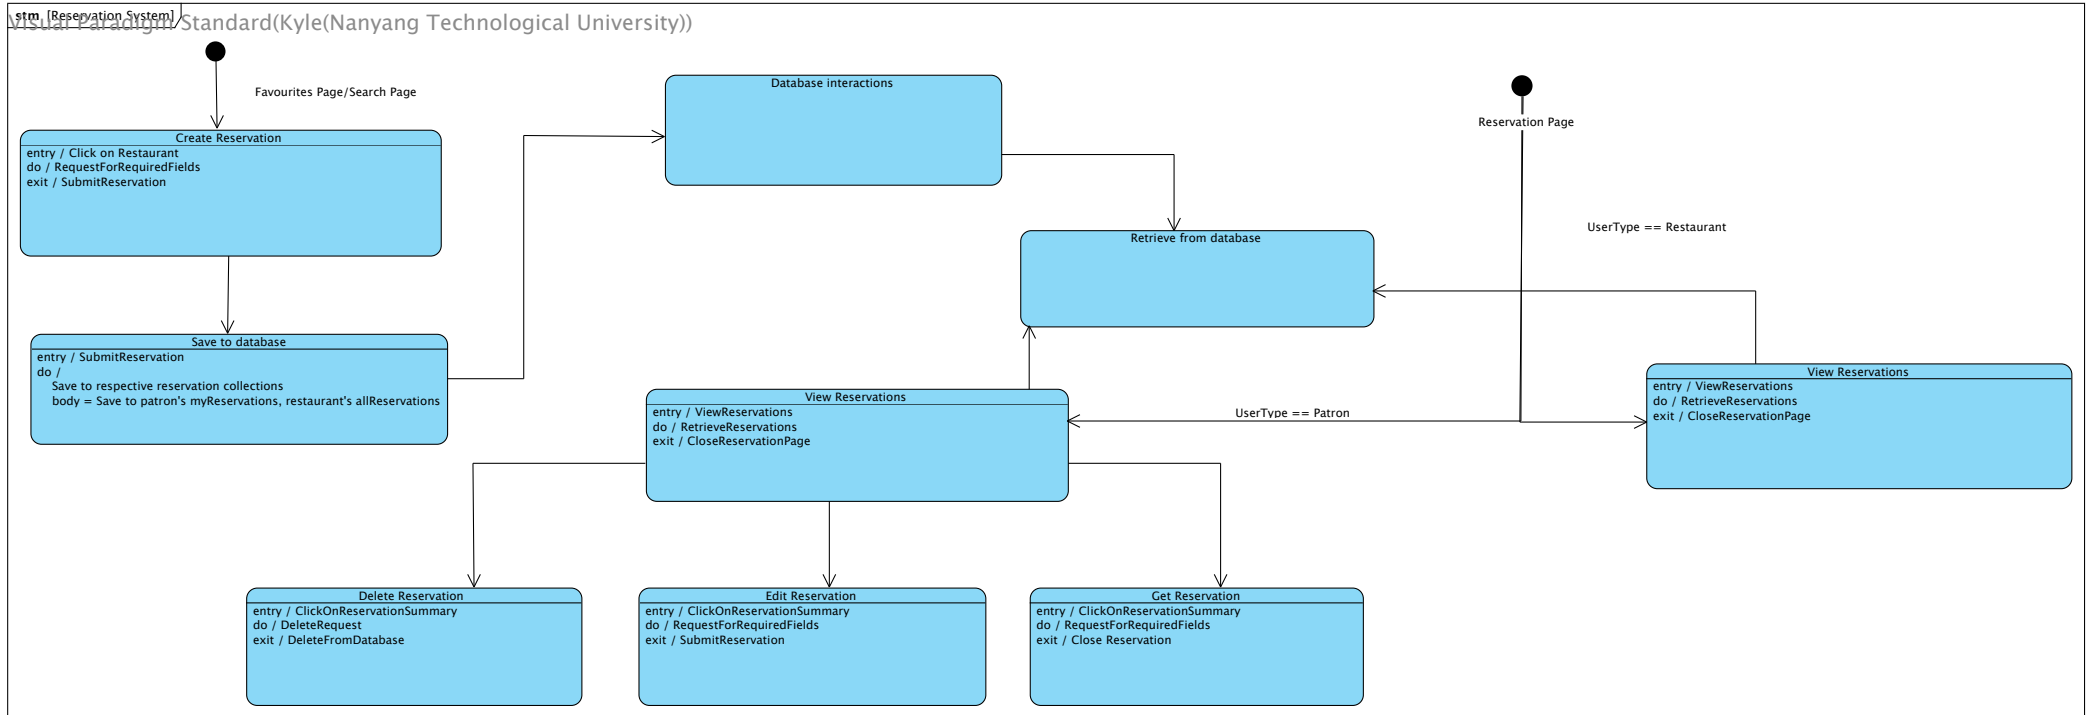 stm [Reservation System]
Visual Paradigm Standard(Kyle(Nanyang Technological University))
Favourites Page/Search Page
Create Reservation
entry / Click on Restaurant
do / RequestForRequiredFields
exit / SubmitReservation
Database interactions
Reservation Page
UserType == Restaurant
Retrieve from database
Save to database
entry / SubmitReservation
do /
Save to respective reservation collections
body = Save to patron's myReservations, restaurant's allReservations
View Reservations
entry / ViewReservations
do / RetrieveReservations
exit / CloseReservationPage
UserType == Patron
View Reservations
entry / ViewReservations
do / RetrieveReservations
exit / CloseReservationPage
Delete Reservation
entry / ClickOnReservationSummary
do / DeleteRequest
exit / DeleteFromDatabase
Edit Reservation
entry / ClickOnReservationSummary
do / RequestForRequiredFields
exit / SubmitReservation
Get Reservation
entry / ClickOnReservationSummary
do / RequestForRequiredFields
exit / Close Reservation